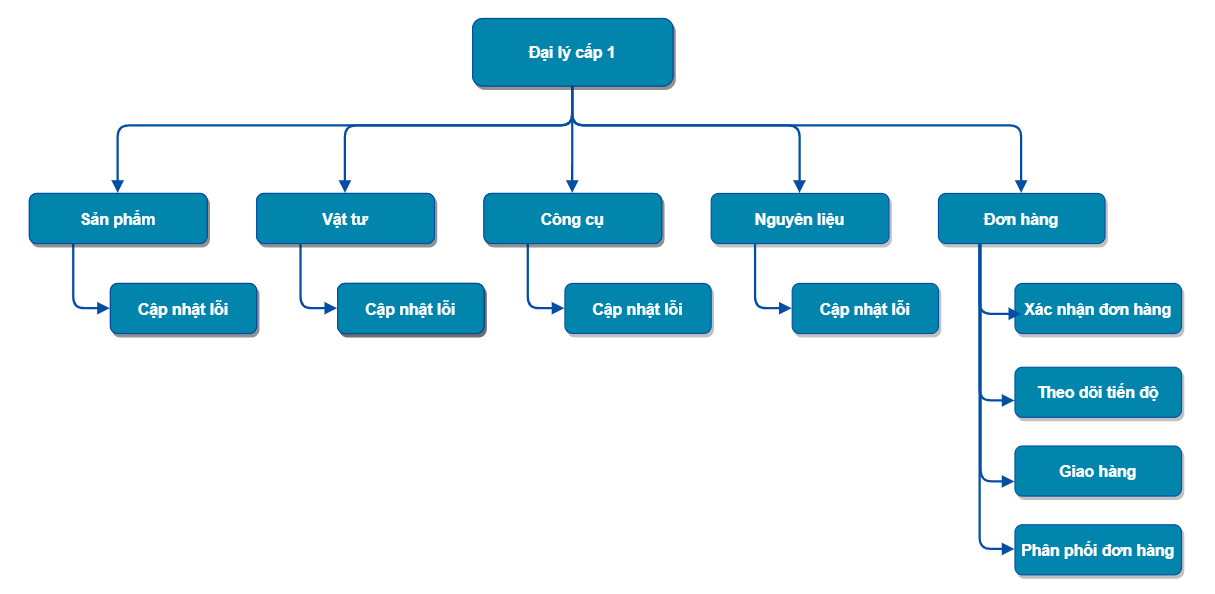 Đại lý cấp 1
Sản phẩm
Vật tư
Công cụ
Nguyên liệu
Đơn hàng
Cập nhật lỗi
Cập nhật lỗi
Cập nhật lỗi
Cập nhật lỗi
Xác nhận đơn hàng
Theo dõi tiến độ
Giao hàng
Phân phối đơn hàng